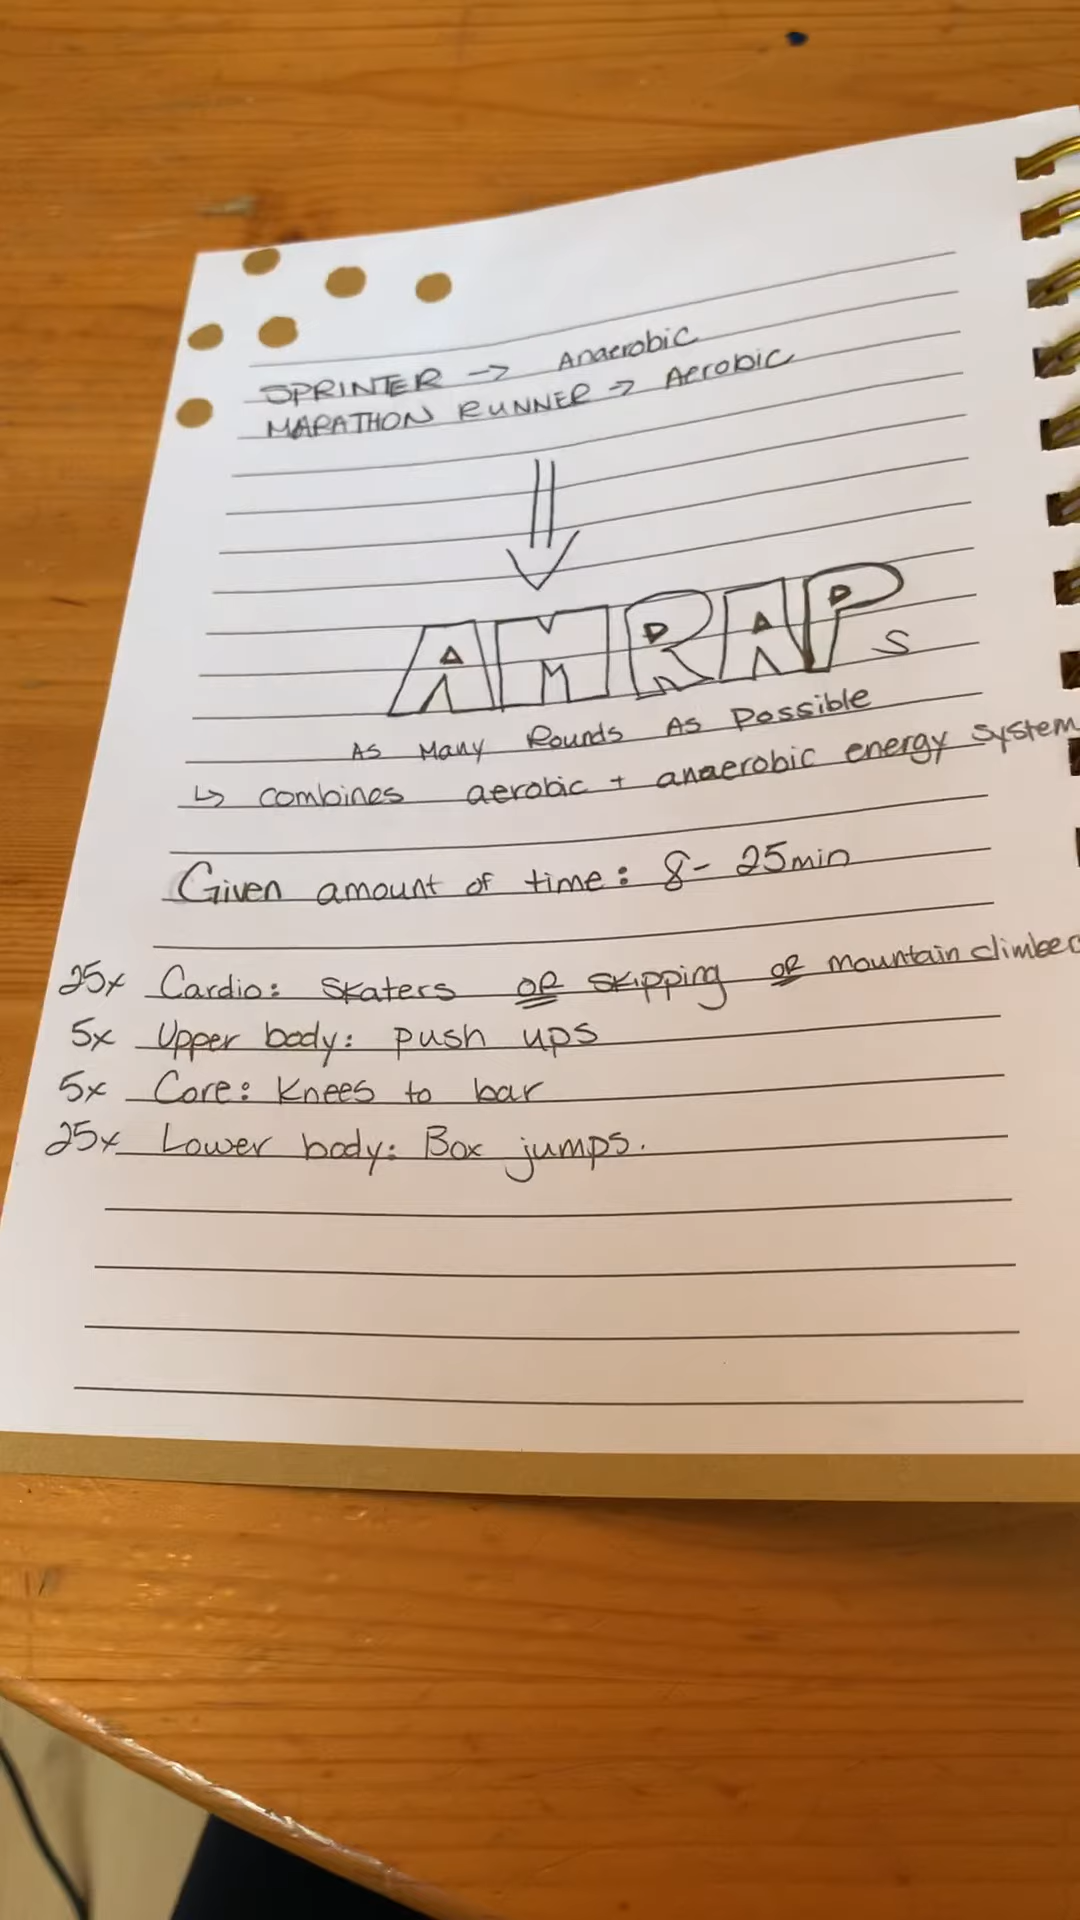 SPRINTER → Anaerobic
MARATHON RUNNER → Aerobic
AMRAPs
As Many Rounds As Possible
↳ combines aerobic + anaerobic energy system
Given amount of time: 8- 25min
25x Cardio: Skaters OR skipping OR mountain climber
5x Upper body: push ups
5x Core: Knees to bar
25x Lower body: Box jumps.